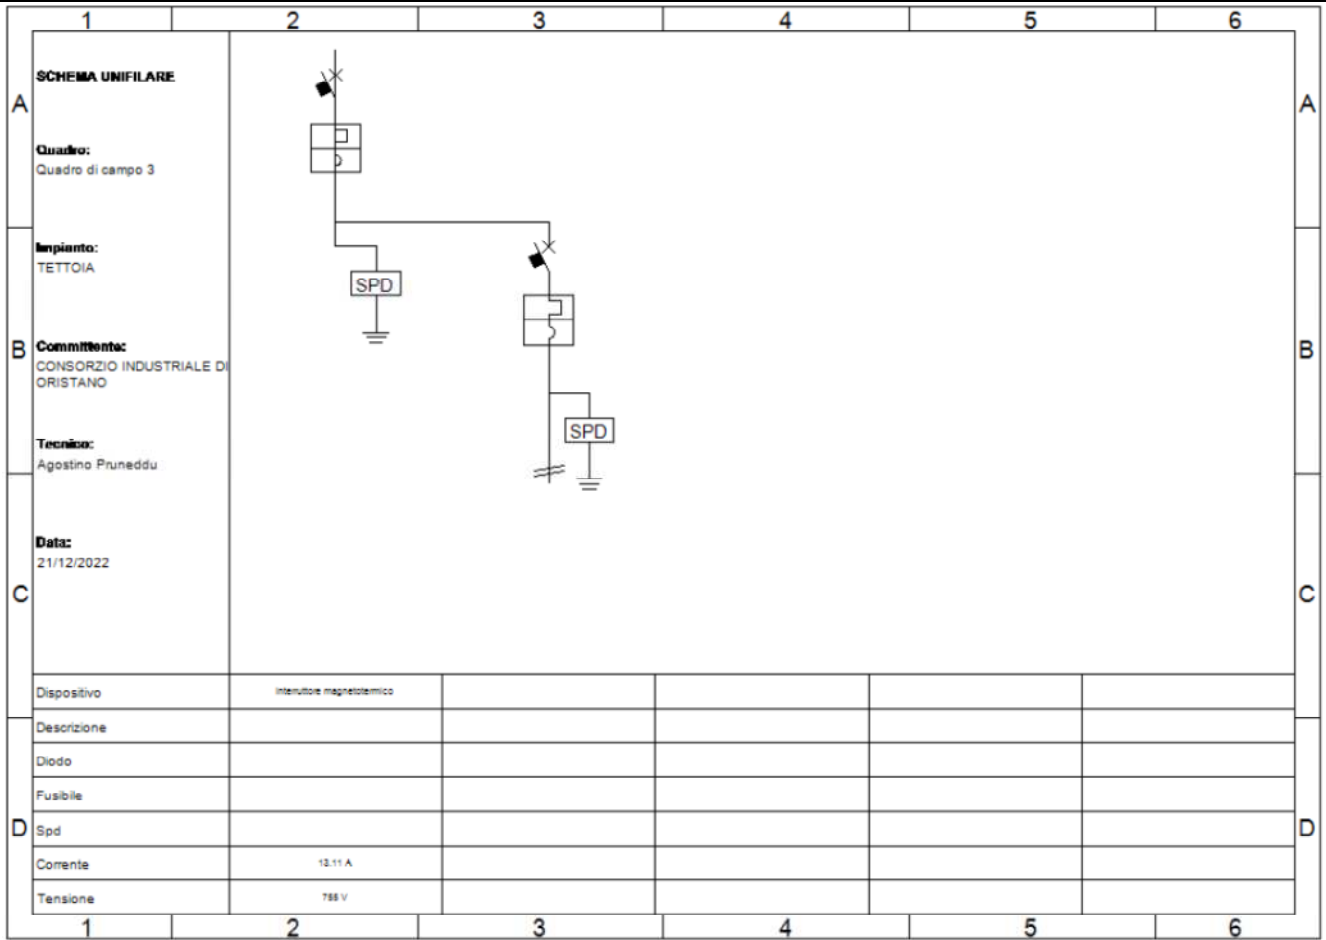 1 2 3 4 5 6
SCHEMA UNIFILARE
A A
Quadro:
Quadro di campo 3
Impianto:
TETTOIA
SPD
B B
Committente:
CONSORZIO INDUSTRIALE DI
ORISTANO
SPD
Tecnico:
Agostino Pruneddu
Data:
21/12/2022
C C
Dispositivo Interruttore magnetotermico
Descrizione
Diodo
Fusibile
D D
Spd
Corrente 13.11 A
Tensione
1 2 3 4 5 6